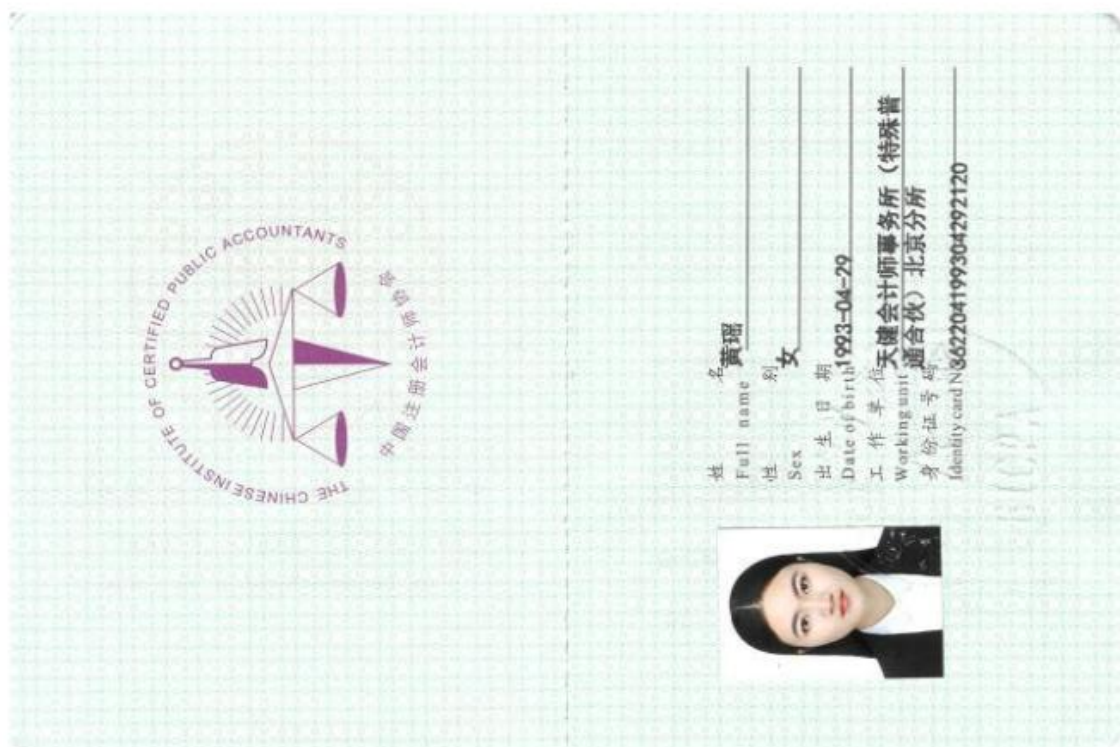 THE CHINESE INSTITUTE OF CERTIFIED PUBLIC ACCOUNTANTS
中国注册会计师协会
姓 名 黄瑶
Full name
性 别 女
Sex
出 生 日 期 1993-04-29
Date of birth
工 作 单 位 天健会计师事务所（特殊普
Working unit 通合伙）北京分所
身 份 证 号 码 362204199304292120
Identity card No